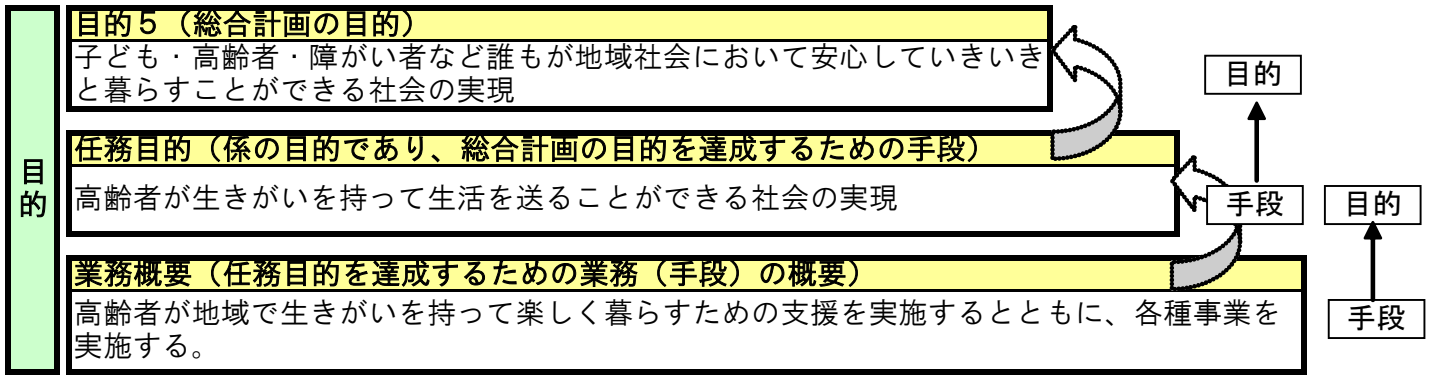 目的
目的５（総合計画の目的）
子ども・高齢者・障がい者など誰もが地域社会において安心していきいき
と暮らすことができる社会の実現
任務目的（係の目的であり、総合計画の目的を達成するための手段）
高齢者が生きがいを持って生活を送ることができる社会の実現
業務概要（任務目的を達成するための業務（手段）の概要）
高齢者が地域で生きがいを持って楽しく暮らすための支援を実施するとともに、各種事業を
実施する。
目的
手段
目的
手段